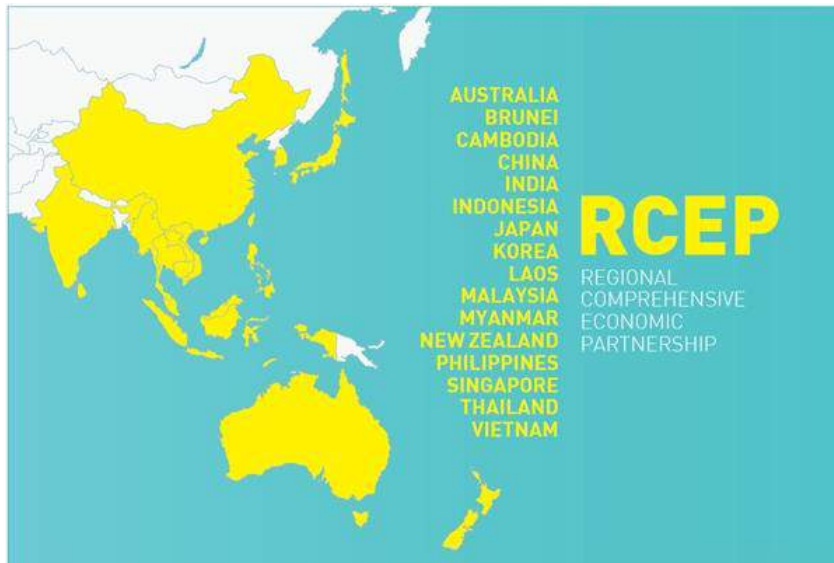 AUSTRALIA
BRUNEI
CAMBODIA
CHINA
INDIA
INDONESIA
JAPAN
KOREA
LAOS
MALAYSIA
MYANMAR
NEW ZEALAND
PHILIPPINES
SINGAPORE
THAILAND
VIETNAM
RCEP
REGIONAL
COMPREHENSIVE
ECONOMIC
PARTNERSHIP